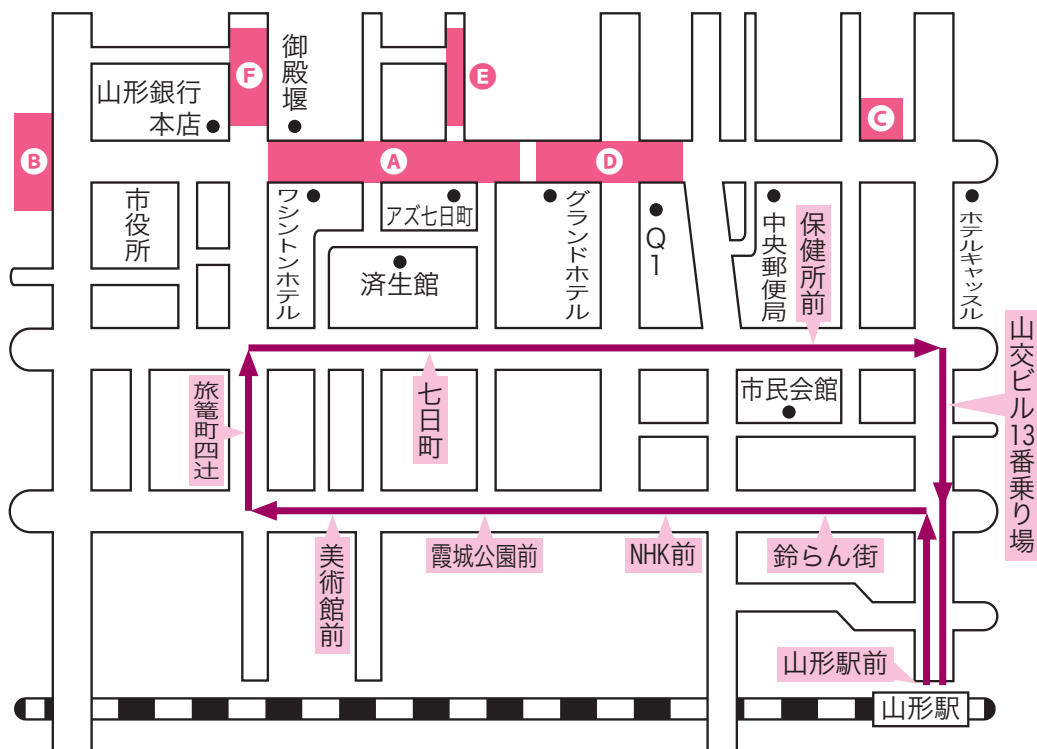 F
御殿堰
E
山形銀行
本店
C
B
A
D
市役所
ワシントンホテル
アズ七日町
済生館
グランドホテル
Q1
中央郵便局
保健所前
ホテルキャッスル
山交ビル13番乗り場
旅篭町四辻
七日町
市民会館
美術館前
霞城公園前
NHK前
鈴らん街
山形駅前
山形駅